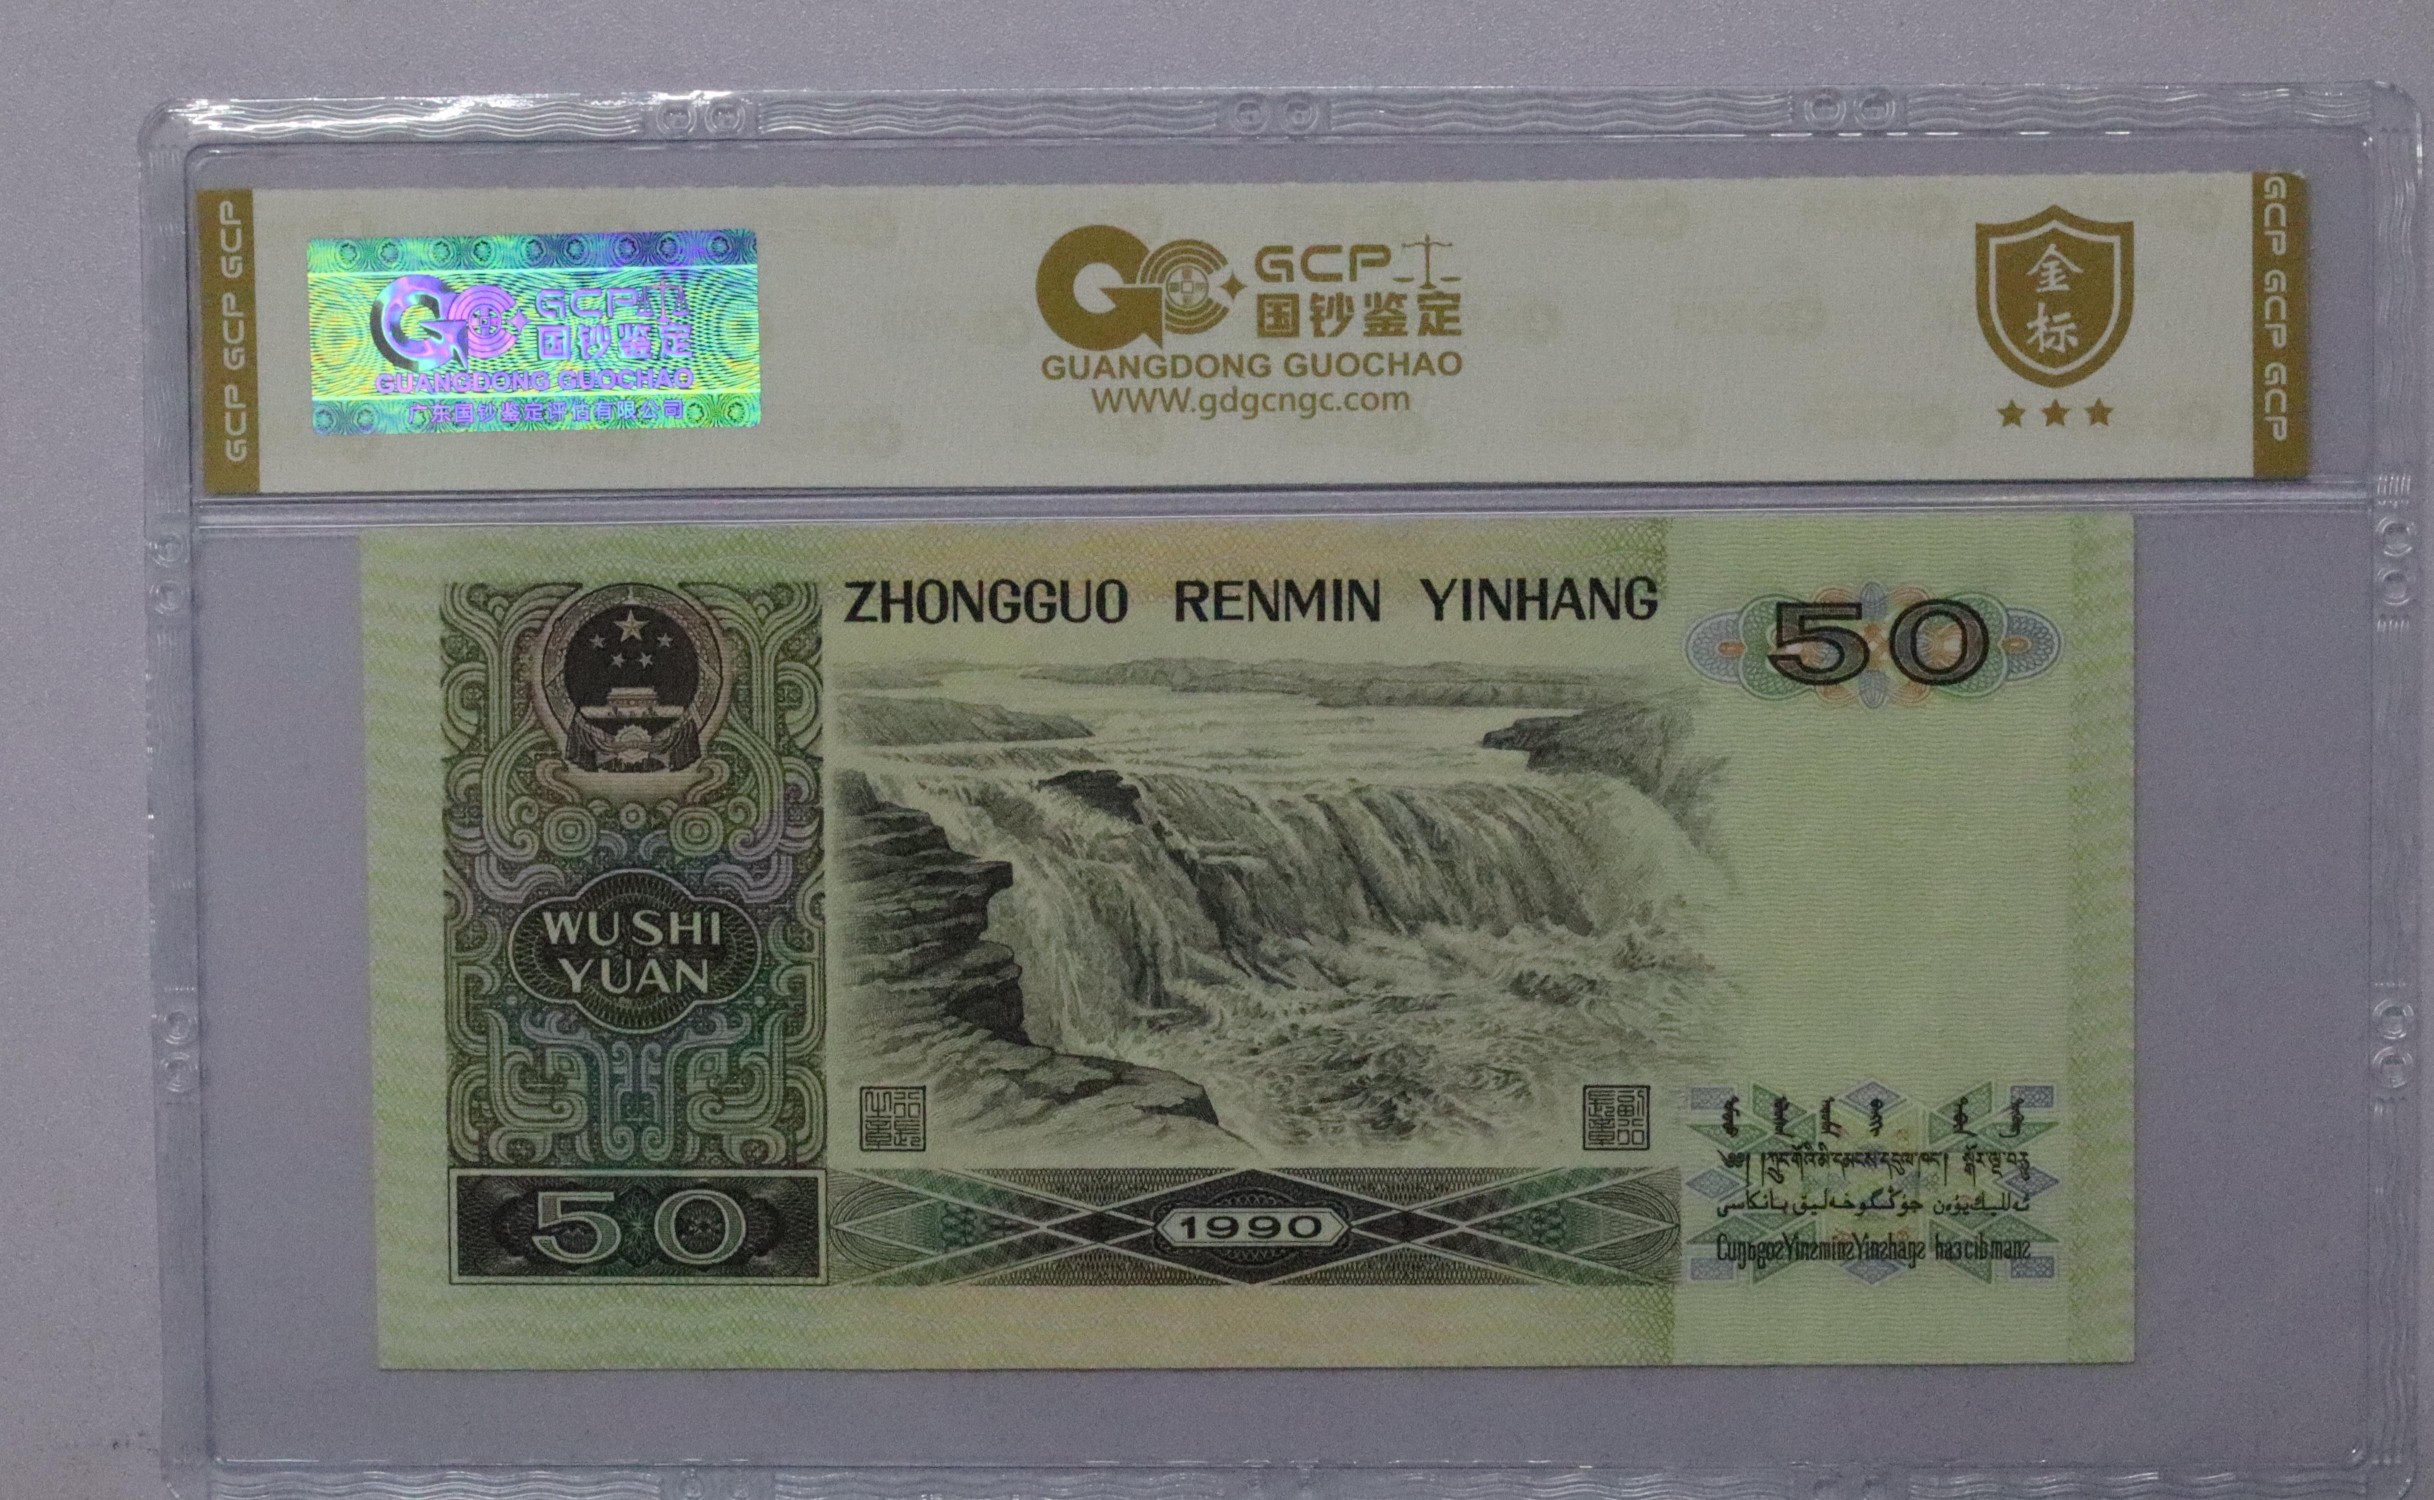 GCP GCP GCP
GCP
国钞鉴定
GUANGDONG GUOCHAO
广东国钞鉴定评估有限公司
GCP
国钞鉴定
GUANGDONG GUOCHAO
www.gdgcngc.com
金
标
GCP GCP GCP
ZHONGGUO RENMIN YINHANG
50
WU SHI
YUAN
50
1990
CuŋgoƨYinƨminƨYinƨhaŋƨ haзcibmanƨ